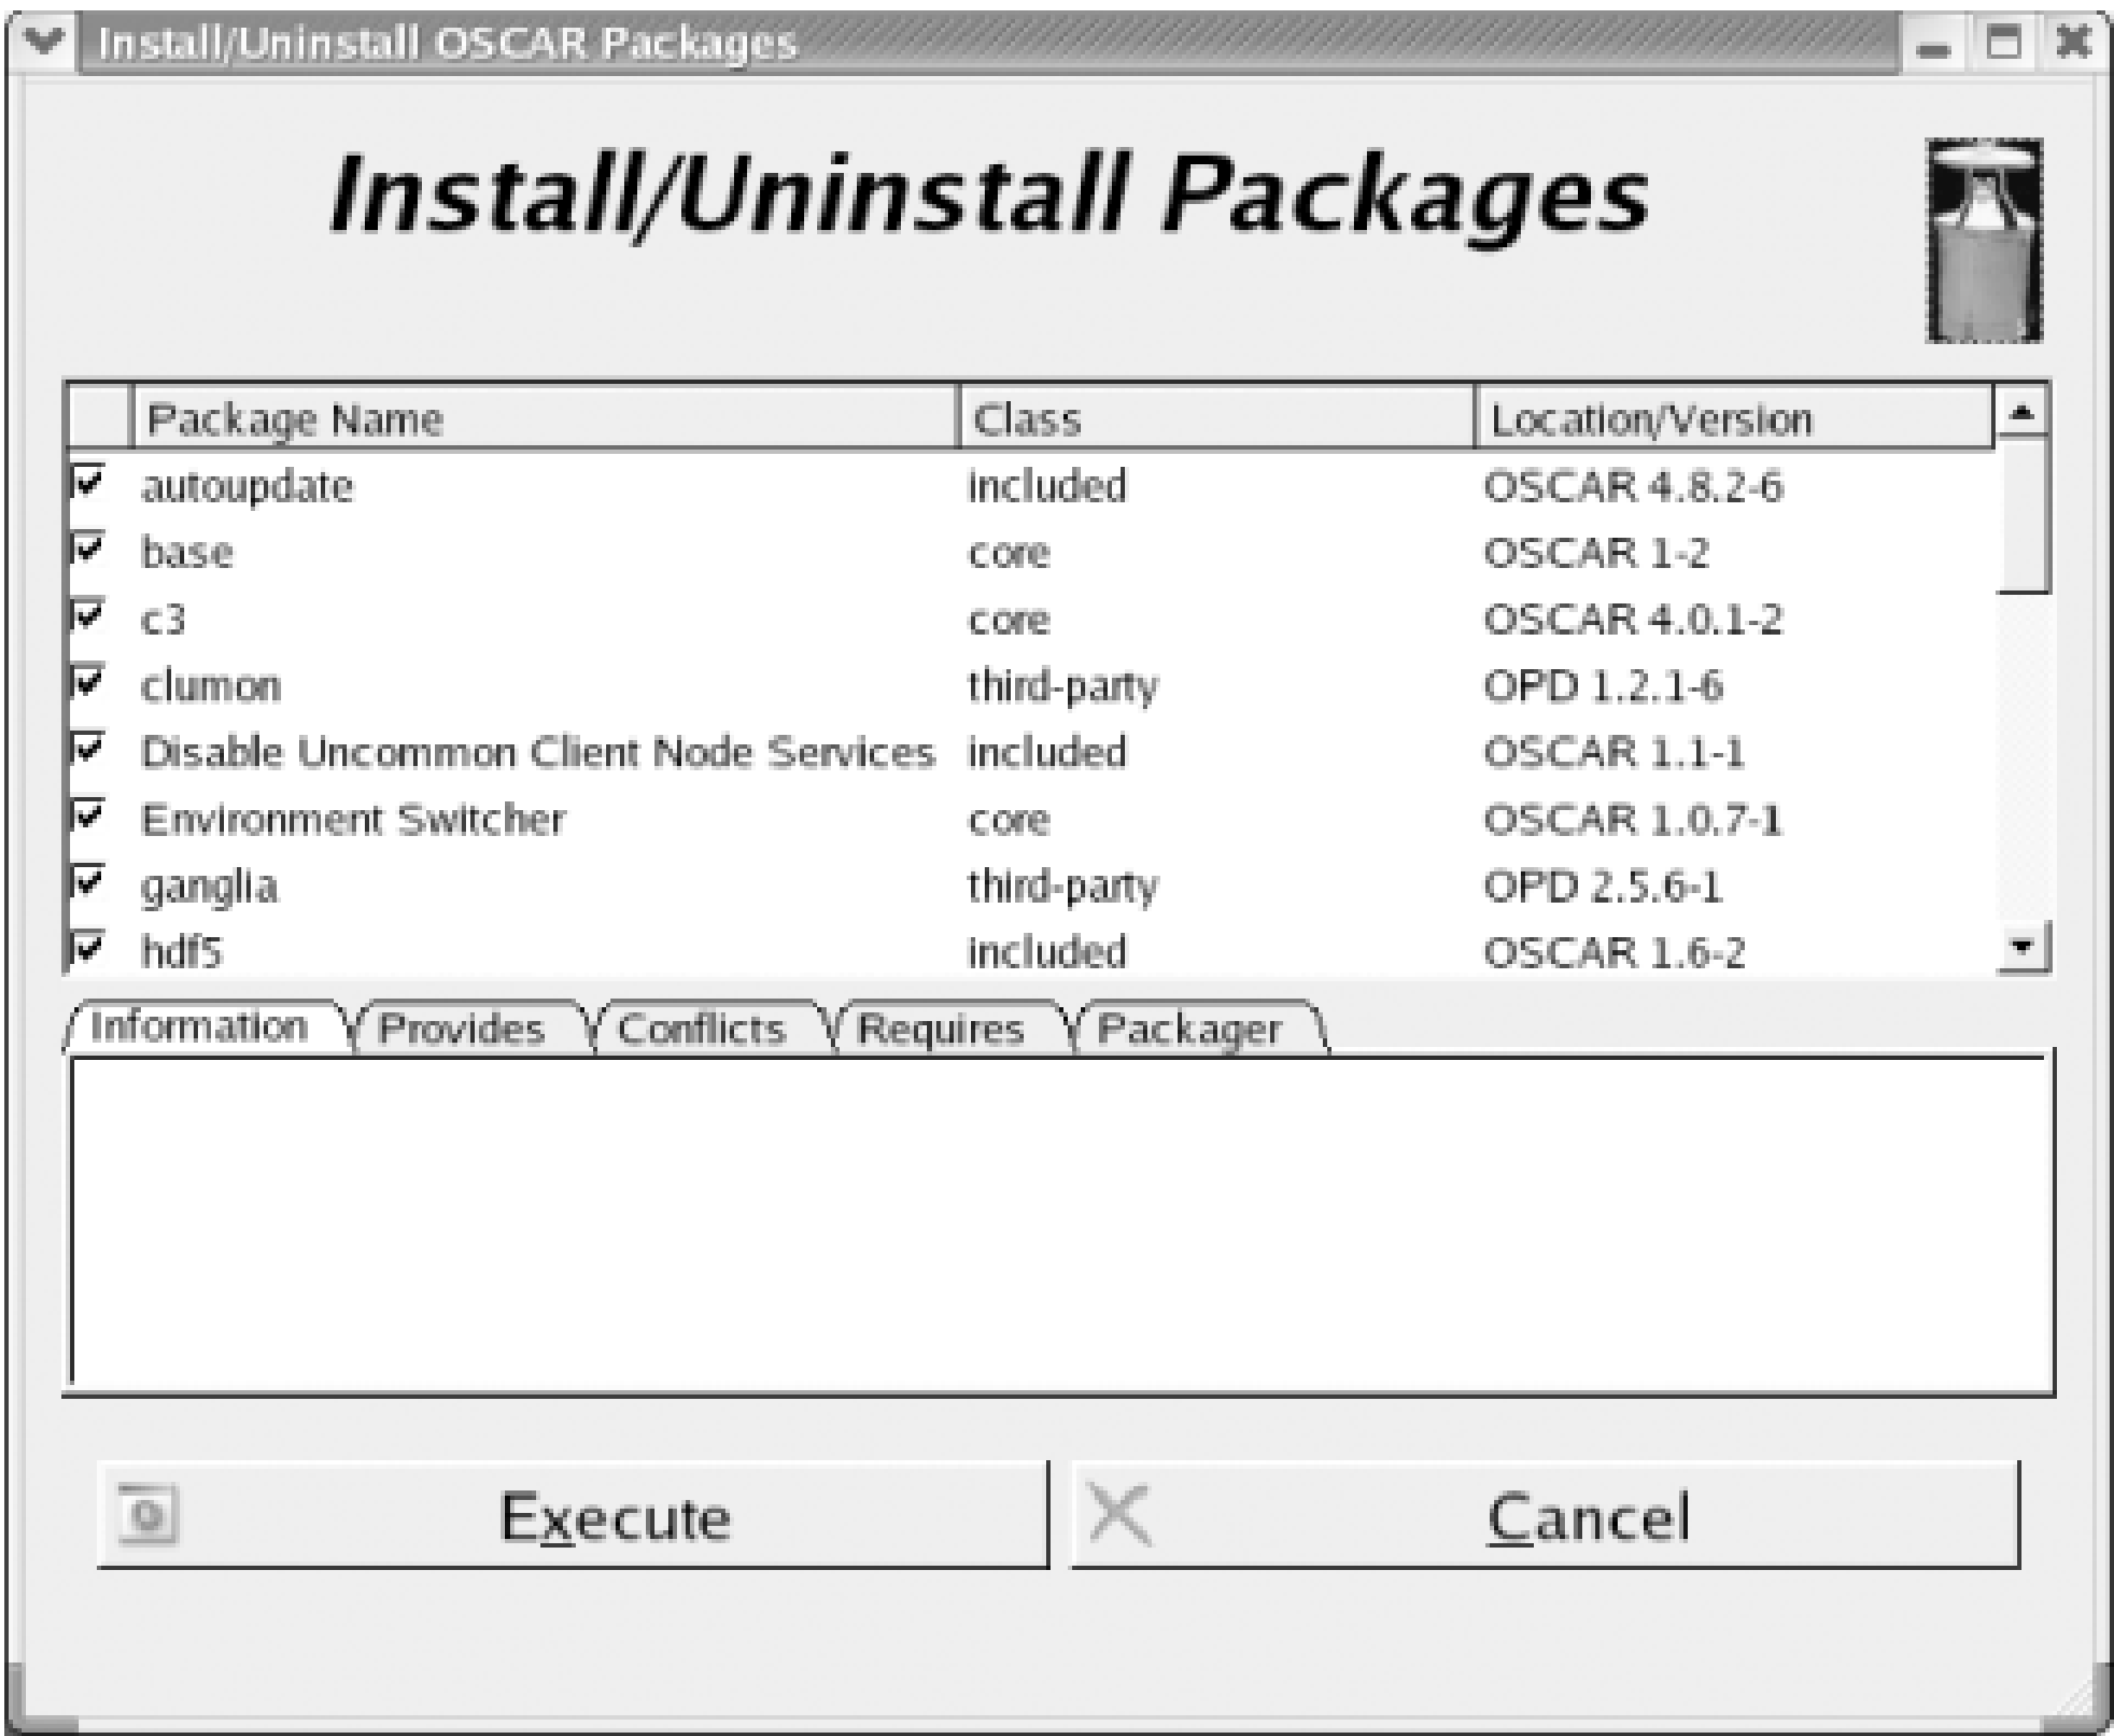 Install/Uninstall OSCAR Packages
Install/Uninstall Packages
Package Name Class Location/Version
autoupdate included OSCAR 4.8.2-6
base core OSCAR 1-2
c3 core OSCAR 4.0.1-2
clumon third-party OPD 1.2.1-6
Disable Uncommon Client Node Services included OSCAR 1.1-1
Environment Switcher core OSCAR 1.0.7-1
ganglia third-party OPD 2.5.6-1
hdf5 included OSCAR 1.6-2
Information Provides Conflicts Requires Packager
Execute Cancel